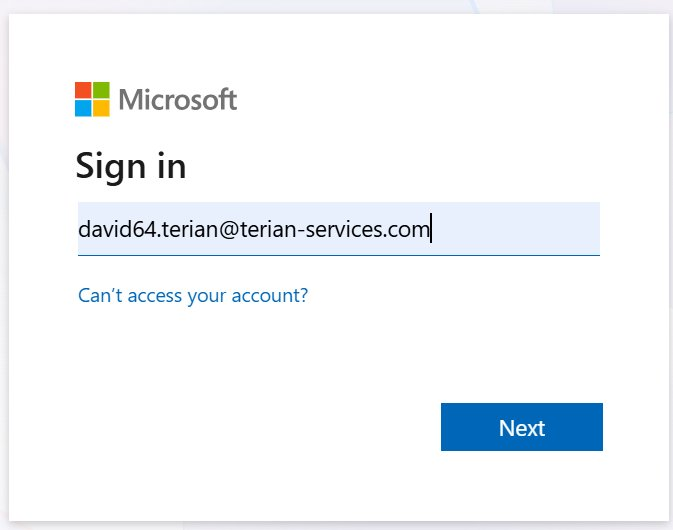 Microsoft
Sign in
david64.terian@terian-services.com
Can't access your account?
Next